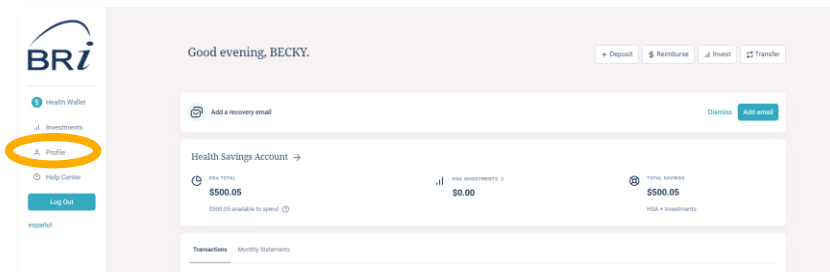 BRi
Health Wallet
Investments
Profile
Help Center
Log Out
español
Good evening, BECKY.
+ Deposit
$ Reimburse
Invest
Transfer
Add a recovery email
Dismiss
Add email
Health Savings Account →
HSA TOTAL
$500.05
$500.05 available to spend
HSA INVESTMENTS >
$0.00
TOTAL SAVINGS
$500.05
HSA + Investments
Transactions Monthly Statements